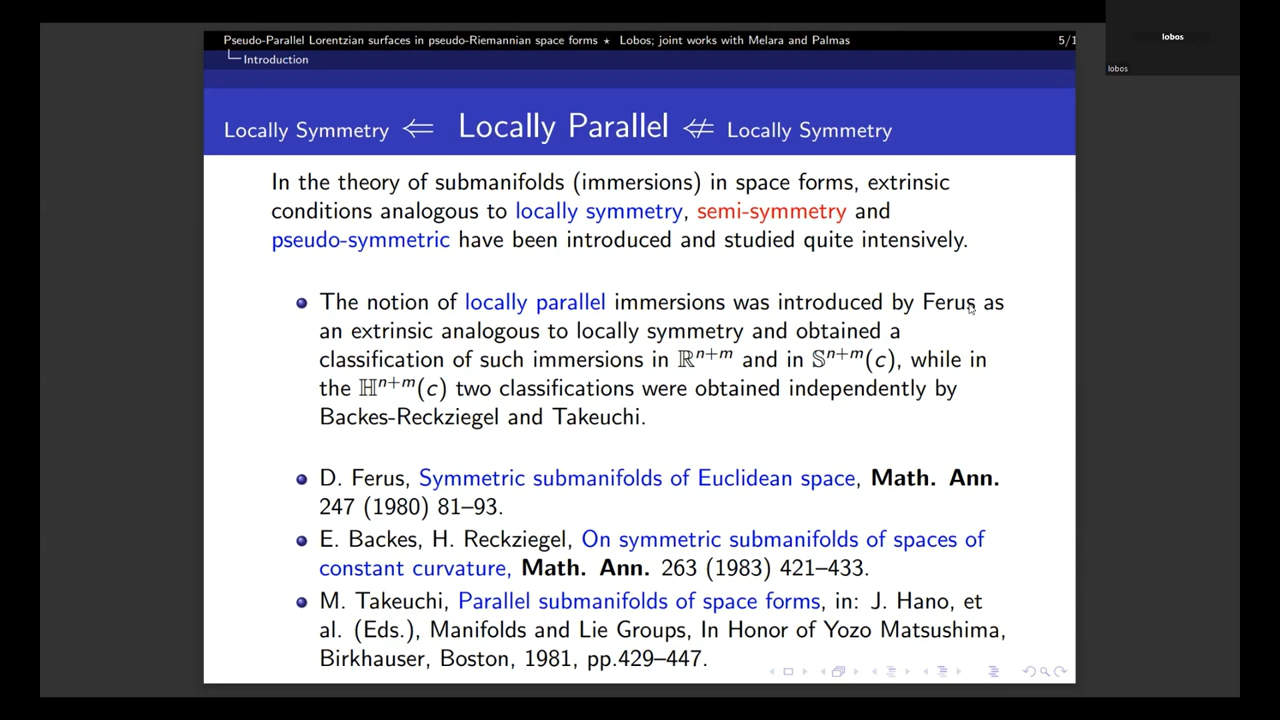 Pseudo-Parallel Lorentzian surfaces in pseudo-Riemannian space forms ⋆ Lobos; joint works with Melara and Palmas 5/1
Introduction
lobos
lobos
Locally Symmetry ⇐ Locally Parallel ⇍ Locally Symmetry
In the theory of submanifolds (immersions) in space forms, extrinsic
conditions analogous to locally symmetry, semi-symmetry and
pseudo-symmetric have been introduced and studied quite intensively.
The notion of locally parallel immersions was introduced by Ferus as
an extrinsic analogous to locally symmetry and obtained a
classification of such immersions in ℝⁿ⁺ᵐ and in 𝕊ⁿ⁺ᵐ(c), while in
the ℍⁿ⁺ᵐ(c) two classifications were obtained independently by
Backes-Reckziegel and Takeuchi.
D. Ferus, Symmetric submanifolds of Euclidean space, Math. Ann.
247 (1980) 81–93.
E. Backes, H. Reckziegel, On symmetric submanifolds of spaces of
constant curvature, Math. Ann. 263 (1983) 421–433.
M. Takeuchi, Parallel submanifolds of space forms, in: J. Hano, et
al. (Eds.), Manifolds and Lie Groups, In Honor of Yozo Matsushima,
Birkhauser, Boston, 1981, pp.429–447.